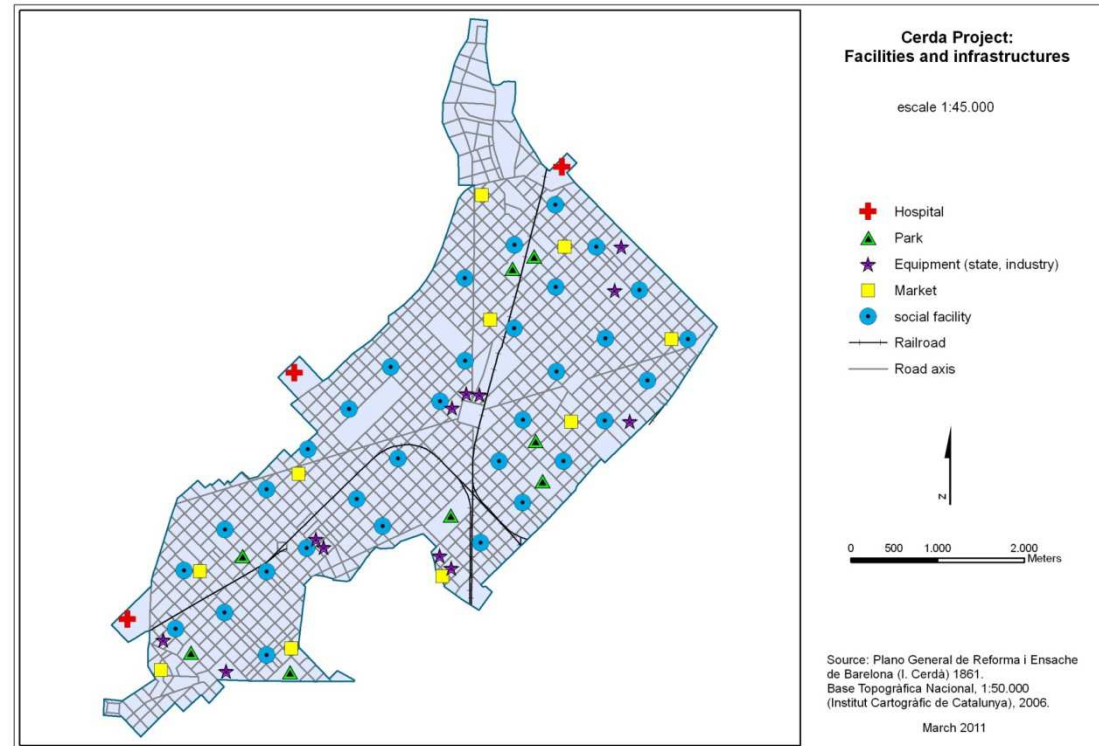 Cerda Project:
Facilities and infrastructures
escale 1:45.000
Hospital
Park
Equipment (state, industry)
Market
social facility
Railroad
Road axis
N
0 500 1.000 2.000
Meters
Source: Plano General de Reforma i Ensache
de Barelona (I. Cerdà) 1861.
Base Topogràfica Nacional, 1:50.000
(Institut Cartogràfic de Catalunya), 2006.
March 2011